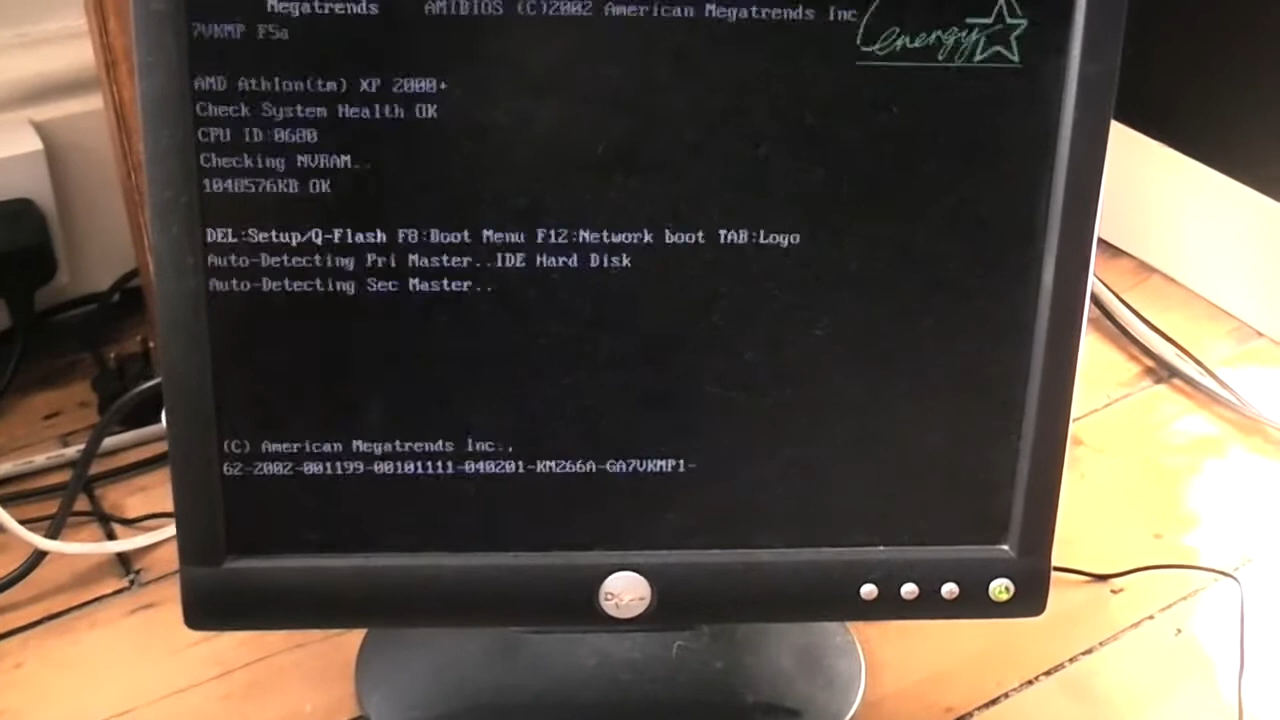 Megatrends AMIBIOS (C)2002 American Megatrends Inc
energy
7VKMP F5a
AMD Athlon(tm) XP 2000+
Check System Health OK
CPU ID:0680
Checking NVRAM..
1048576KB OK
DEL:Setup/Q-Flash F8:Boot Menu F12:Network boot TAB:Logo
Auto-Detecting Pri Master..IDE Hard Disk
Auto-Detecting Sec Master..
(C) American Megatrends Inc.,
62-2002-001199-00101111-040201-KM266A-GA7VKMP1-